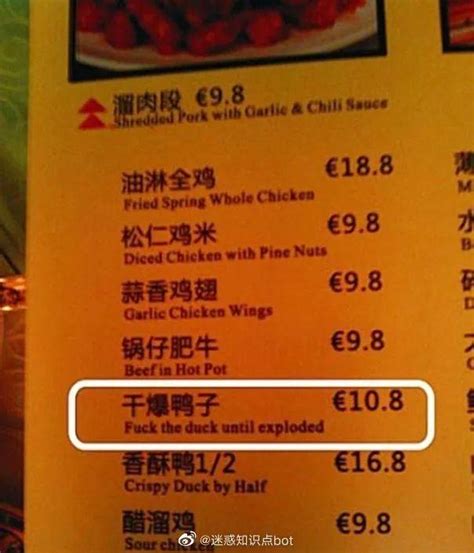 溜肉段 €9.8
Shredded Pork with Garlic & Chili Sauce
油淋全鸡 €18.8
Fried Spring Whole Chicken
松仁鸡米 €9.8
Diced Chicken with Pine Nuts
蒜香鸡翅 €9.8
Garlic Chicken Wings
锅仔肥牛 €9.8
Beef in Hot Pot
干爆鸭子 €10.8
Fuck the duck until exploded
香酥鸭1/2 €16.8
Crispy Duck by Half
醋溜鸡 €9.8
Sour chicken
@迷惑知识点bot